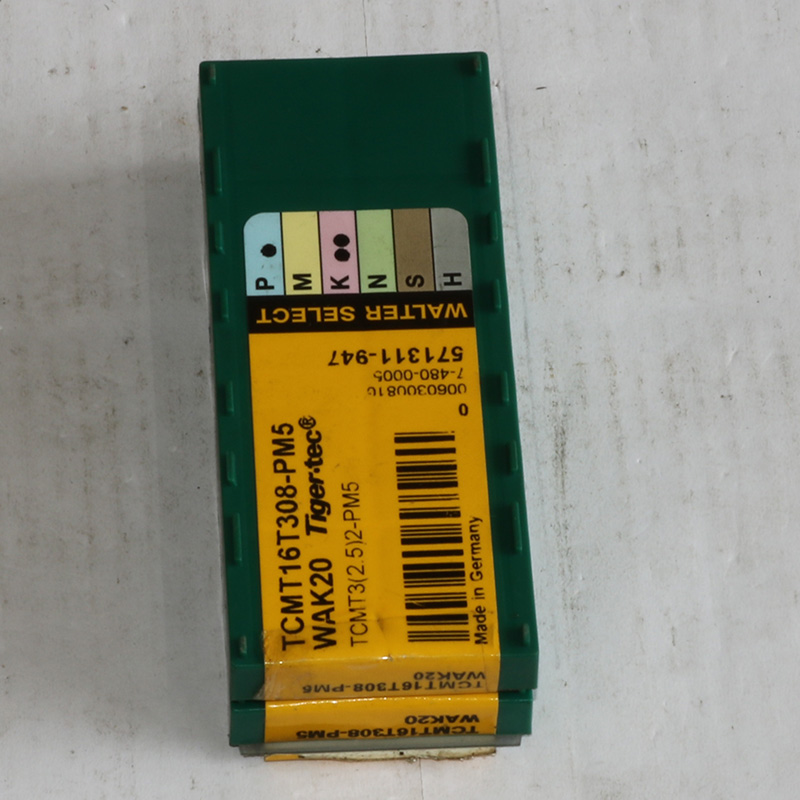 P
M
K
N
S
H
WALTER SELECT
571311-947
7-480-0005
0060300816
0
TCMT16T308-PM5
WAK20 Tiger·tec®
TCMT3(2.5)2-PM5
Made in Germany
TCMT16T308-PM5
WAK20
TCMT16T308-PM5
WAK20